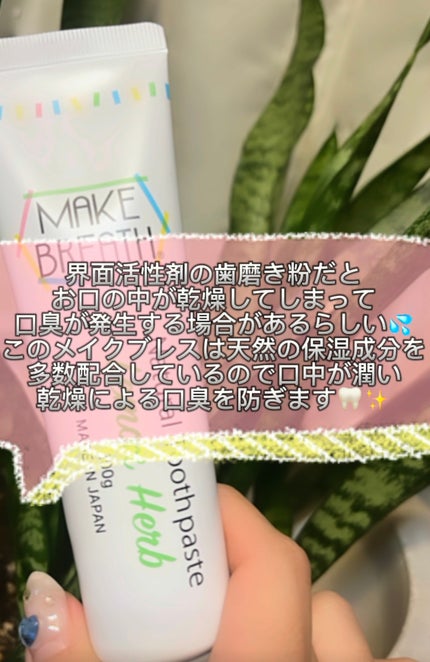 MAKE
BREATH
界面活性剤の歯磨き粉だと
お口の中が乾燥してしまって
口臭が発生する場合があるらしい💦
このメイクブレスは天然の保湿成分を
多数配合しているので口中が潤い
乾燥による口臭を防ぎます🦷✨
Toothpaste
Herb
MADE IN JAPAN